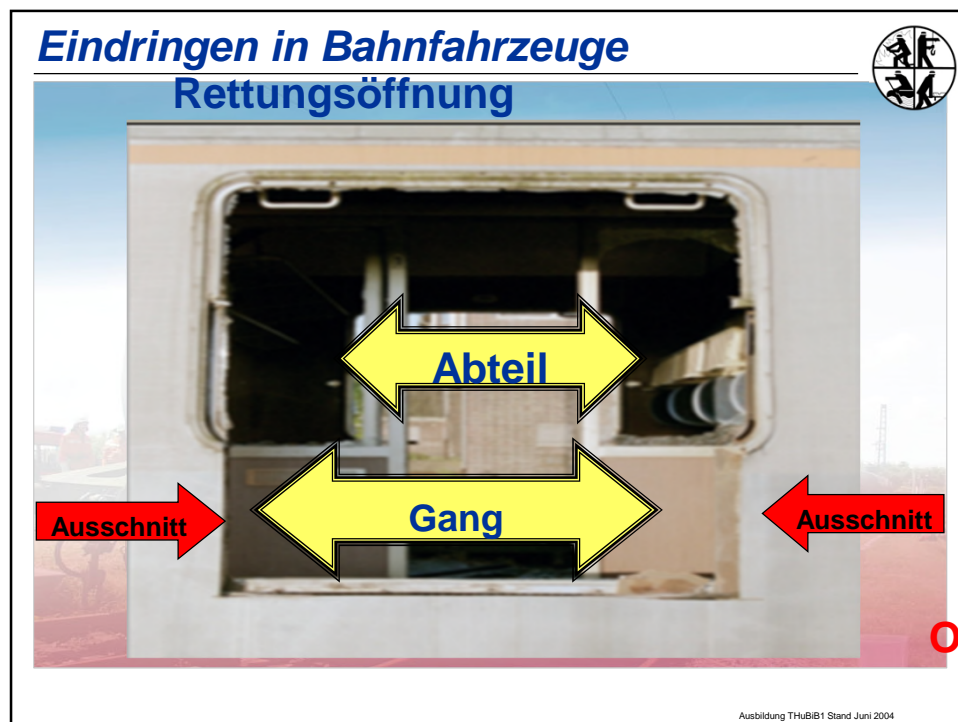 Eindringen in Bahnfahrzeuge
Rettungsöffnung
Abteil
Gang
Ausschnitt
Ausschnitt
O
Ausbildung THuBiB1 Stand Juni 2004